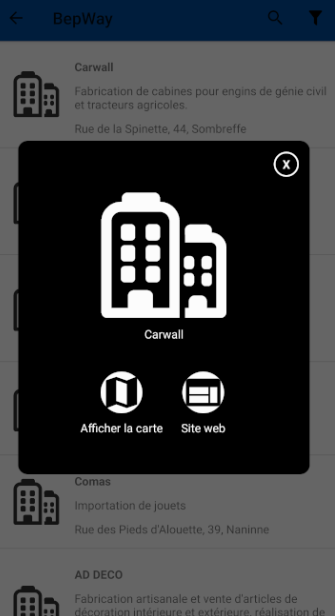 BepWay
Carwall
Fabrication de cabines pour engins de génie civil
et tracteurs agricoles.
Rue de la Spinette, 44, Sombreffe
X
Carwall
Afficher la carte
Site web
Comas
Importation de jouets
Rue des Pieds d'Alouette, 39, Naninne
AD DECO
Fabrication artisanale et vente d'articles de
décoration intérieure et extérieure, réalisation de